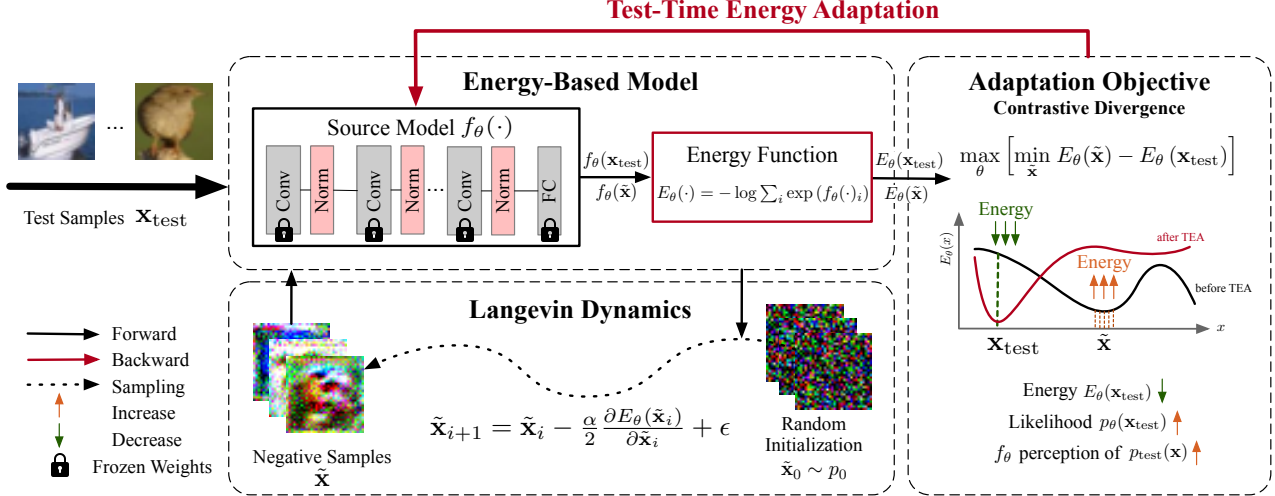 Test-Time Energy Adaptation
Energy-Based Model
Source Model $f_\theta(\cdot)$
Conv
Norm
Conv
Norm
...
Conv
Norm
FC
$f_\theta(\mathbf{x}_{\text{test}})$
$f_\theta(\tilde{\mathbf{x}})$
Energy Function
$E_\theta(\cdot) = -\log \sum_i \exp(f_\theta(\cdot)_i)$
$E_\theta(\mathbf{x}_{\text{test}})$
$E_\theta(\tilde{\mathbf{x}})$
...
Test Samples $\mathbf{x}_{\text{test}}$
Adaptation Objective
Contrastive Divergence
$\max_\theta \left[ \min_{\tilde{\mathbf{x}}} E_\theta(\tilde{\mathbf{x}}) - E_\theta(\mathbf{x}_{\text{test}}) \right]$
Energy
after TEA
$E_\theta(x)$
Energy
before TEA
$x$
$\mathbf{x}_{\text{test}}$
$\tilde{\mathbf{x}}$
Energy $E_\theta(\mathbf{x}_{\text{test}})$ ↓
Likelihood $p_\theta(\mathbf{x}_{\text{test}})$ ↑
$f_\theta$ perception of $p_{\text{test}}(\mathbf{x})$ ↑
Langevin Dynamics
$\tilde{\mathbf{x}}_{i+1} = \tilde{\mathbf{x}}_i - \frac{\alpha}{2} \frac{\partial E_\theta(\tilde{\mathbf{x}}_i)}{\partial \tilde{\mathbf{x}}_i} + \epsilon$
Negative Samples
$\tilde{\mathbf{x}}$
Random
Initialization
$\tilde{\mathbf{x}}_0 \sim p_0$
Forward
Backward
Sampling
Increase
Decrease
Frozen Weights